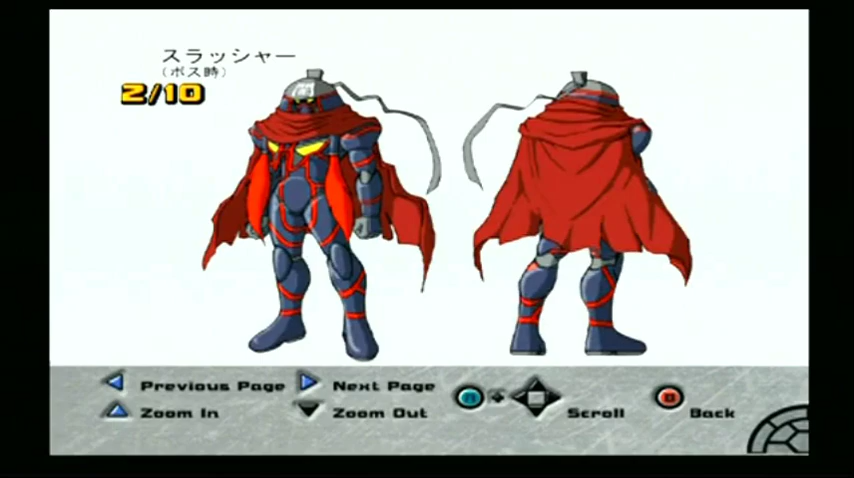 スラッシャー
(ボス時)
2/10
Previous Page Next Page
Zoom In Zoom Out Scroll Back